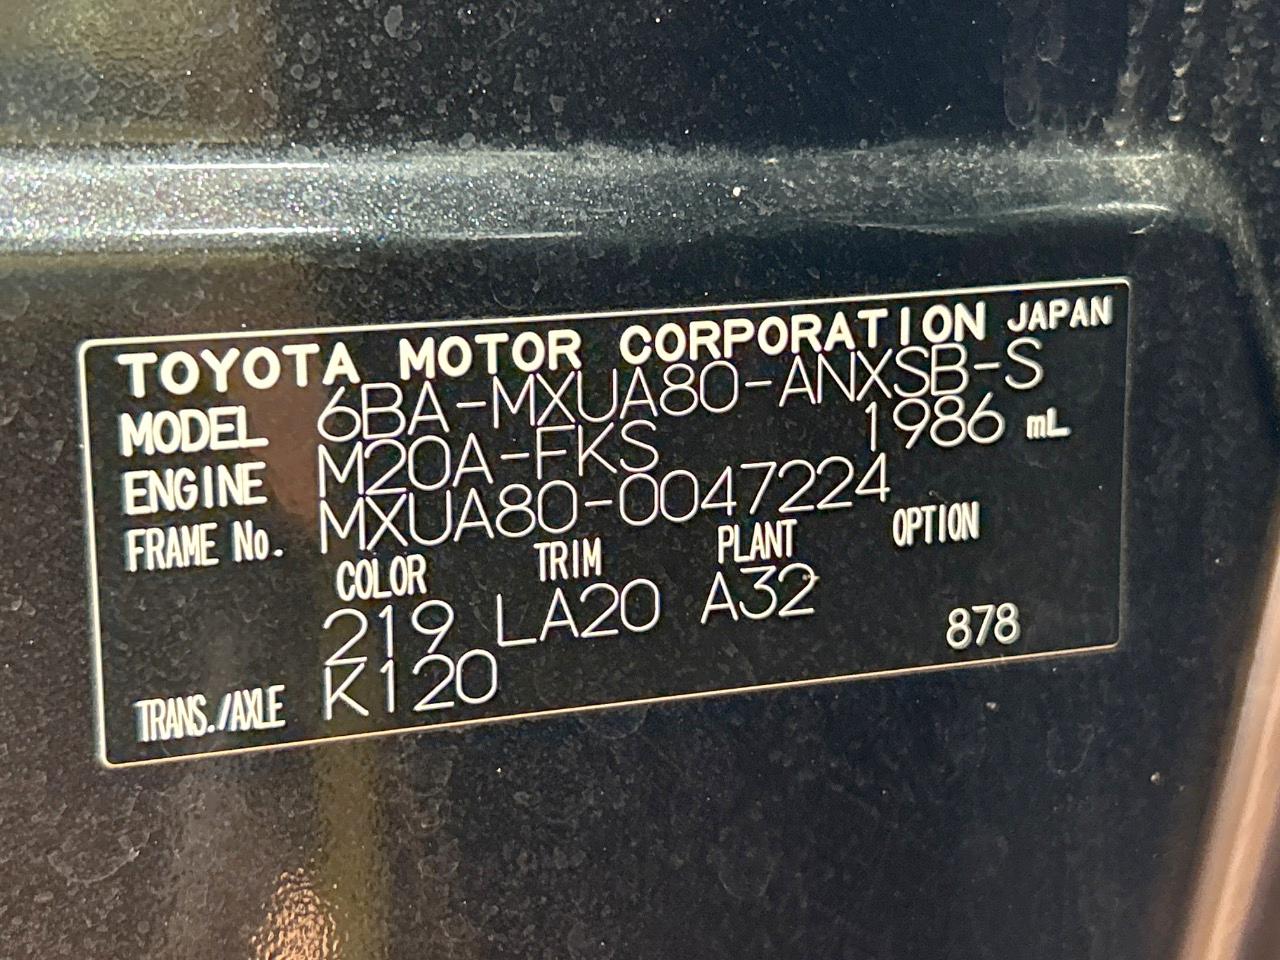 TOYOTA MOTOR CORPORATION JAPAN
MODEL 6BA-MXUA80-ANXSB-S
ENGINE M20A-FKS 1986 mL
FRAME No. MXUA80-0047224
COLOR TRIM PLANT OPTION
219 LA20 A32
878
TRANS./AXLE K120